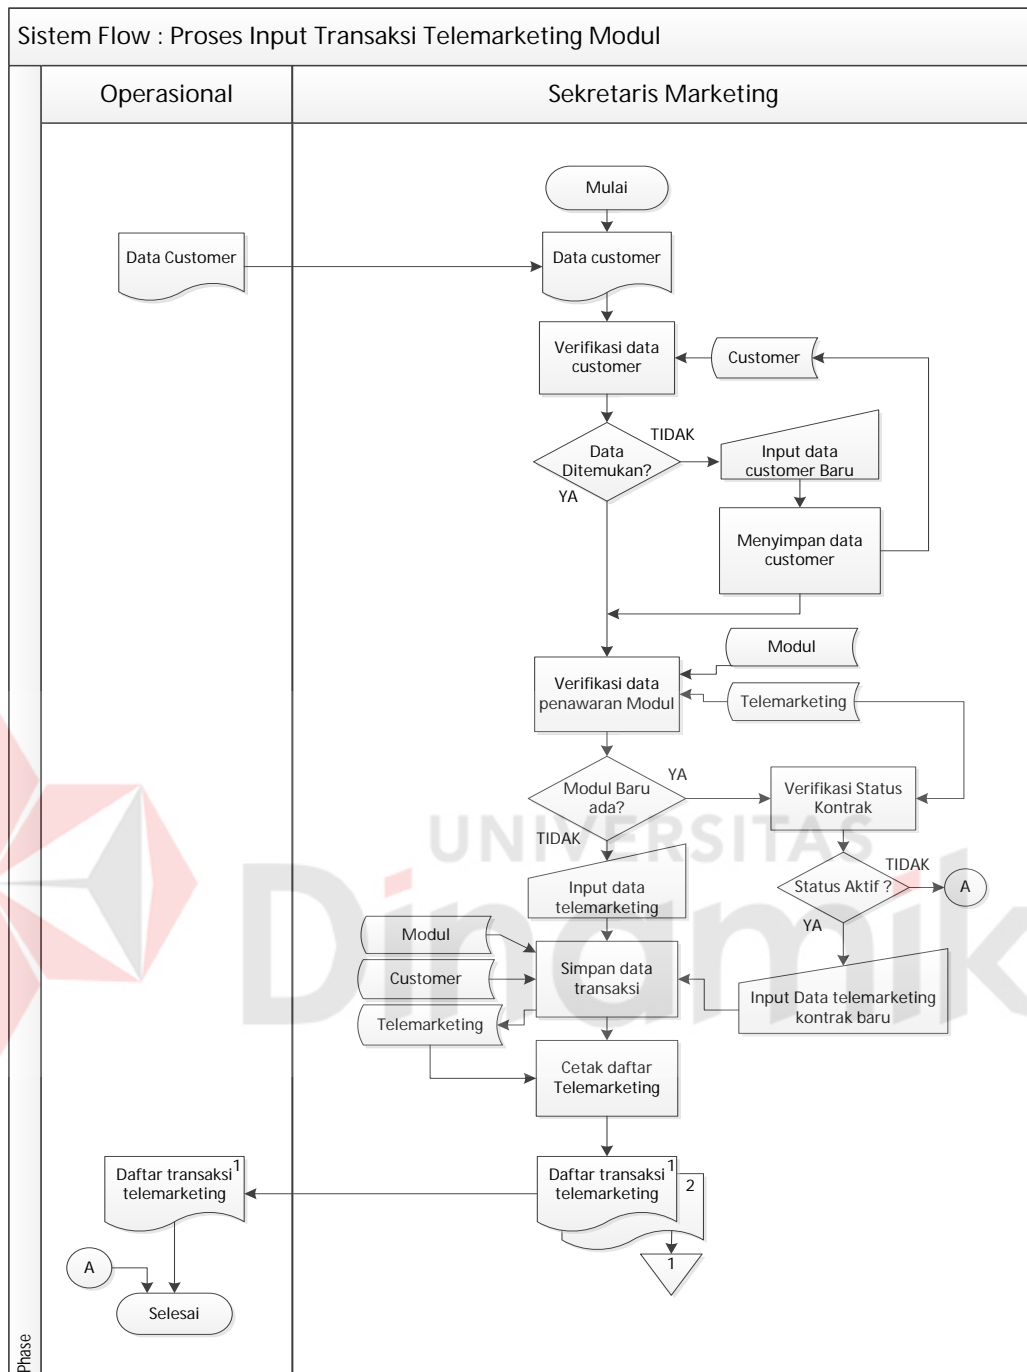 Sistem Flow : Proses Input Transaksi Telemarketing Modul
Operasional
Sekretaris Marketing
Mulai
Data Customer
Data customer
Verifikasi data
customer
Customer
Data
Ditemukan?
TIDAK
YA
Input data
customer Baru
Menyimpan data
customer
Modul
Verifikasi data
penawaran Modul
Telemarketing
Modul Baru
ada?
YA
TIDAK
Verifikasi Status
Kontrak
UNIVERSITAS
Dinamika
Status Aktif ?
TIDAK
A
YA
Input data
telemarketing
Modul
Customer
Telemarketing
Simpan data
transaksi
Input Data telemarketing
kontrak baru
Cetak daftar
Telemarketing
Daftar transaksi
telemarketing
1
Daftar transaksi
telemarketing
1
2
1
A
Selesai
Phase